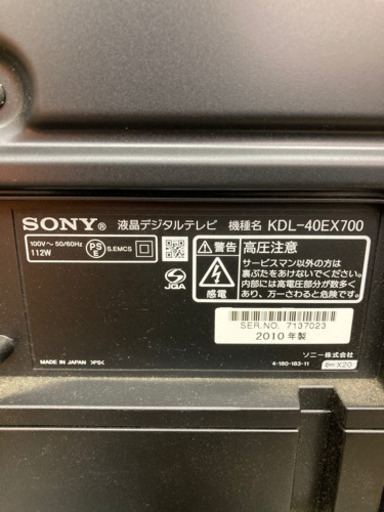 SONY® 液晶デジタルテレビ 機種名 KDL-40EX700
100V～ 50/60Hz
112W
PSE
S.EMCS
JQA
警告 高圧注意
感電
サービスマン以外の方は
裏ぶたをあけないでください。
内部には高電圧部分が数多く
あり、万一さわると危険です。
SER.NO. 7137023
2010 年製
ソニー株式会社
MADE IN JAPAN >PS<
4-180-183-11
X20